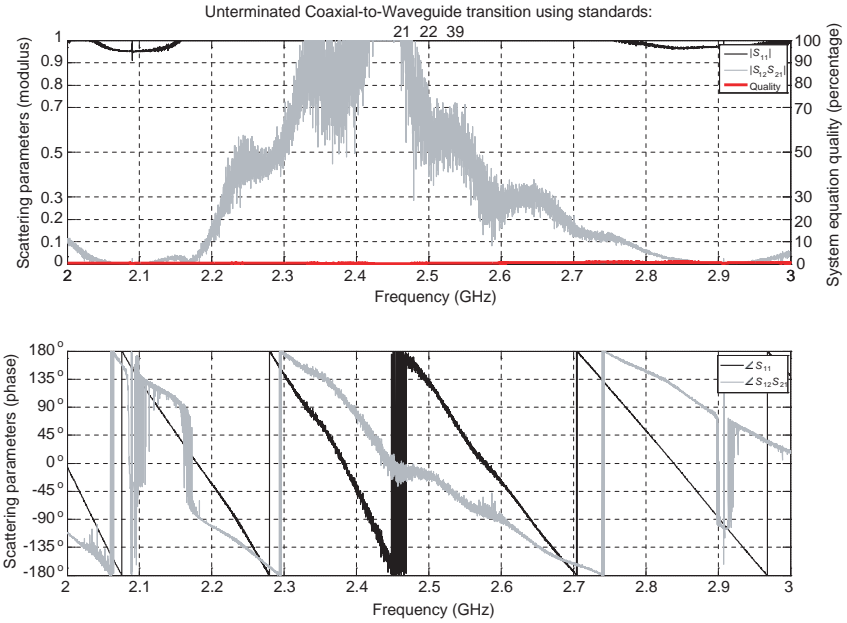 Unterminated Coaxial-to-Waveguide transition using standards:
21 22 39
Scattering parameters (modulus)
1
0.9
0.8
0.7
0.5
0.3
0.2
0.1
0
100
90
80
70
50
30
20
10
0
System equation quality (percentage)
|S11|
|S12S21|
Quality
2 2.1 2.2 2.3 2.4 2.5 2.6 2.7 2.8 2.9 3
Frequency (GHz)
Scattering parameters (phase)
180°
135°
90°
45°
0°
-45°
-90°
-135°
-180°
∠S11
∠S12S21
2 2.1 2.2 2.3 2.4 2.5 2.6 2.7 2.8 2.9 3
Frequency (GHz)